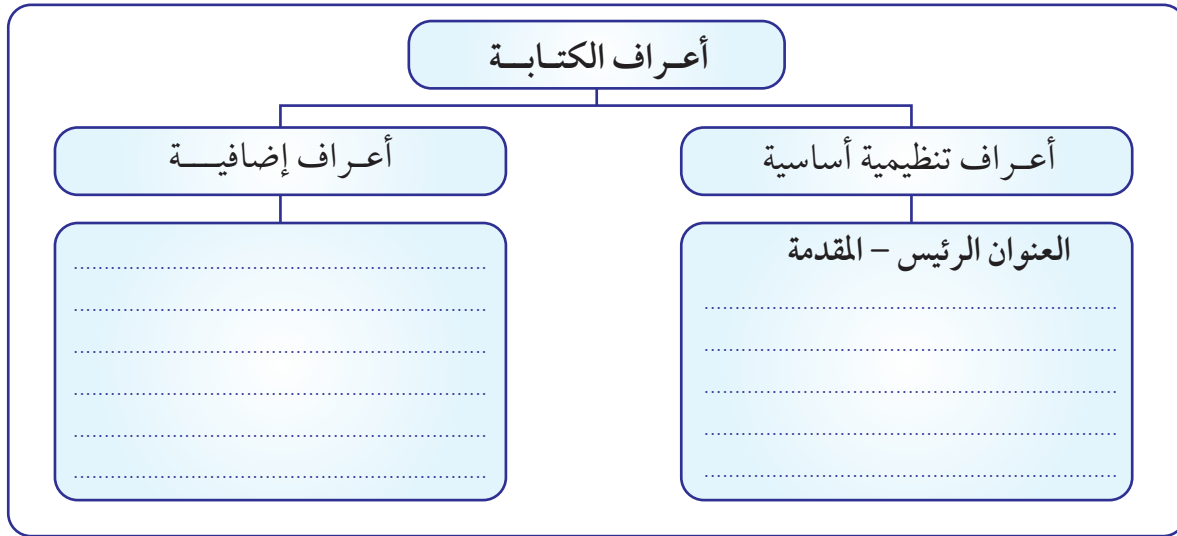 أعراف الكتابة
أعراف تنظيمية أساسية
أعراف إضافية
العنوان الرئيس – المقدمة